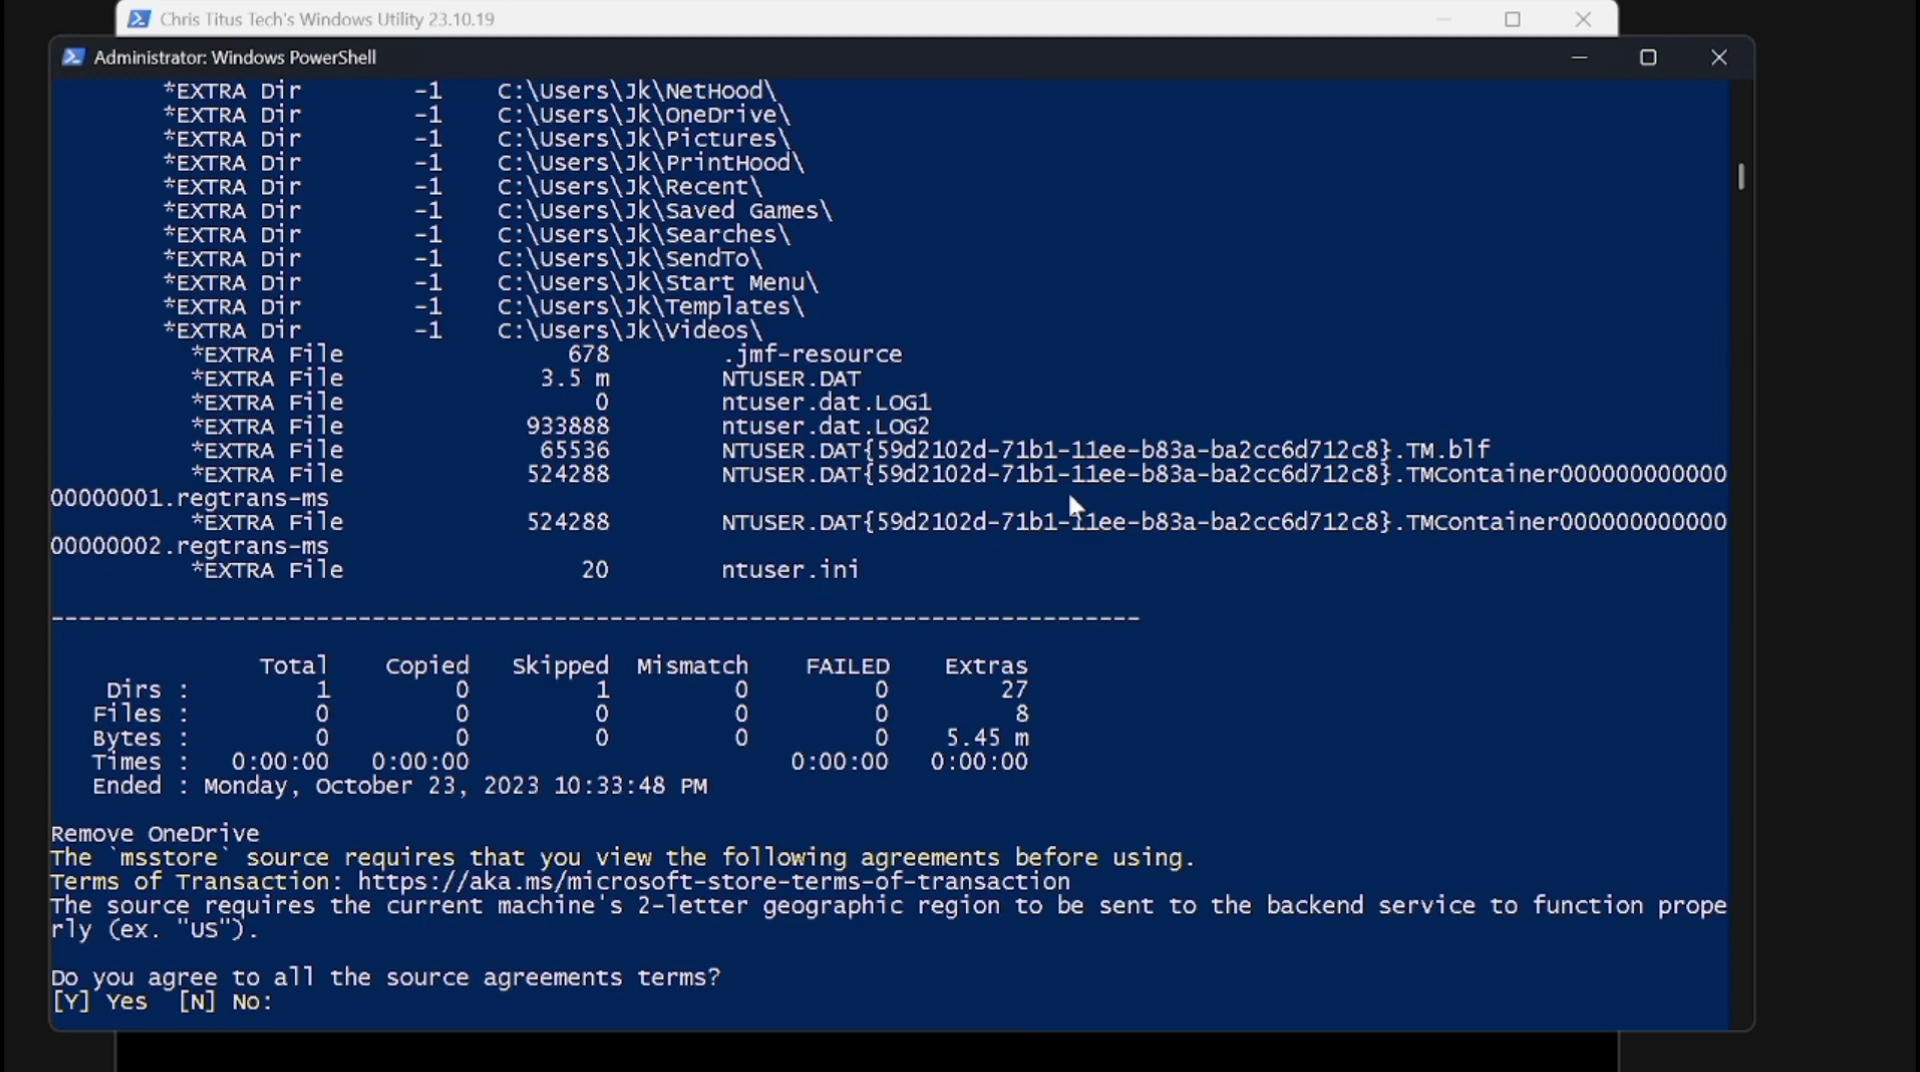 Chris Titus Tech's Windows Utility 23.10.19
Administrator: Windows PowerShell
*EXTRA Dir        -1    C:\Users\Jk\NetHood\
*EXTRA Dir        -1    C:\Users\Jk\OneDrive\
*EXTRA Dir        -1    C:\Users\Jk\Pictures\
*EXTRA Dir        -1    C:\Users\Jk\PrintHood\
*EXTRA Dir        -1    C:\Users\Jk\Recent\
*EXTRA Dir        -1    C:\Users\Jk\Saved Games\
*EXTRA Dir        -1    C:\Users\Jk\Searches\
*EXTRA Dir        -1    C:\Users\Jk\SendTo\
*EXTRA Dir        -1    C:\Users\Jk\Start Menu\
*EXTRA Dir        -1    C:\Users\Jk\Templates\
*EXTRA Dir        -1    C:\Users\Jk\Videos\
*EXTRA File              678        .jmf-resource
*EXTRA File            3.5 m        NTUSER.DAT
*EXTRA File                0        ntuser.dat.LOG1
*EXTRA File           933888        ntuser.dat.LOG2
*EXTRA File            65536        NTUSER.DAT{59d2102d-71b1-11ee-b83a-ba2cc6d712c8}.TM.blf
*EXTRA File           524288        NTUSER.DAT{59d2102d-71b1-11ee-b83a-ba2cc6d712c8}.TMContainer000000000000
00000001.regtrans-ms
*EXTRA File           524288        NTUSER.DAT{59d2102d-71b1-11ee-b83a-ba2cc6d712c8}.TMContainer000000000000
00000002.regtrans-ms
*EXTRA File               20        ntuser.ini
------------------------------------------------------------------------------
Total    Copied   Skipped  Mismatch    FAILED    Extras
Dirs :         1         0         1         0         0        27
Files :         0         0         0         0         0         8
Bytes :         0         0         0         0         0    5.45 m
Times :   0:00:00   0:00:00                       0:00:00   0:00:00
Ended : Monday, October 23, 2023 10:33:48 PM
Remove OneDrive
The `msstore` source requires that you view the following agreements before using.
Terms of Transaction: https://aka.ms/microsoft-store-terms-of-transaction
The source requires the current machine's 2-letter geographic region to be sent to the backend service to function prope
rly (ex. "US").
Do you agree to all the source agreements terms?
[Y] Yes  [N] No: